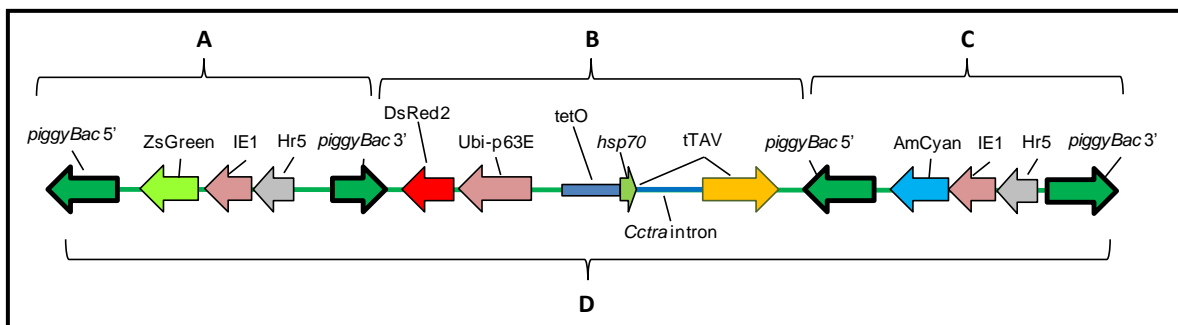 A
B
C
piggyBac 5’
ZsGreen
IE1
Hr5
piggyBac 3’
DsRed2
Ubi-p63E
tetO
hsp70
tTAV
piggyBac 5’
AmCyan
IE1
Hr5
piggyBac 3’
Cctra intron
D